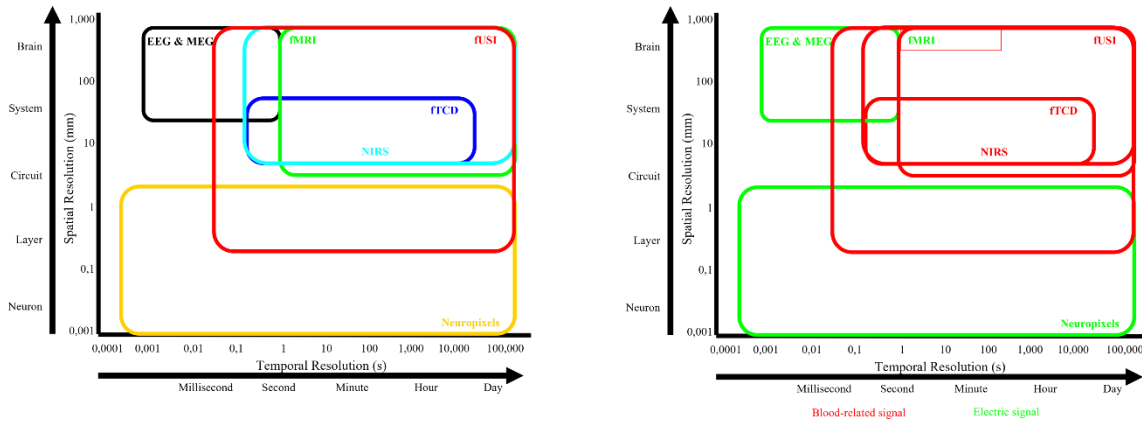 1,000
EEG & MEG
fMRI
fUSI
Brain
100
System
fTCD
10
NIRS
Circuit
1
Layer
0,1
Neuron
Neuropixels
0,001
Spatial Resolution (mm)
0,0001 0,001 0,01 0,1 1 10 100 1,000 10,000 100,000
Temporal Resolution (s)
Millisecond Second Minute Hour Day
1,000
EEG & MEG
fMRI
fUSI
Brain
100
System
fTCD
10
NIRS
Circuit
1
Layer
0,1
Neuron
Neuropixels
0,001
Spatial Resolution (mm)
0,0001 0,001 0,01 0,1 1 10 100 1,000 10,000 100,000
Temporal Resolution (s)
Millisecond Second Minute Hour Day
Blood-related signal Electric signal